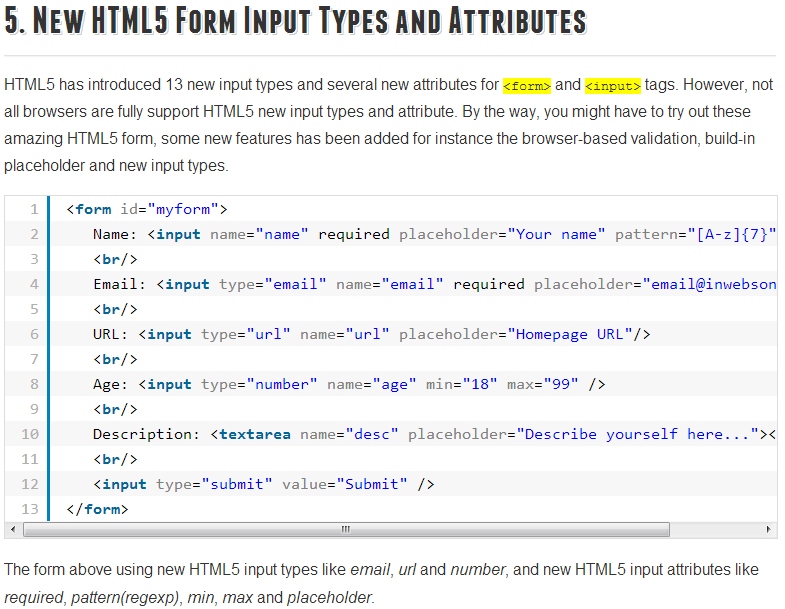 5. New HTML5 Form Input Types and Attributes
HTML5 has introduced 13 new input types and several new attributes for <form> and <input> tags. However, not
all browsers are fully support HTML5 new input types and attribute. By the way, you might have to try out these
amazing HTML5 form, some new features has been added for instance the browser-based validation, build-in
placeholder and new input types.
1 <form id="myform">
2 Name: <input name="name" required placeholder="Your name" pattern="[A-z]{7}"
3 <br/>
4 Email: <input type="email" name="email" required placeholder="email@inwebson
5 <br/>
6 URL: <input type="url" name="url" placeholder="Homepage URL"/>
7 <br/>
8 Age: <input type="number" name="age" min="18" max="99" />
9 <br/>
10 Description: <textarea name="desc" placeholder="Describe yourself here..."><
11 <br/>
12 <input type="submit" value="Submit" />
13 </form>
The form above using new HTML5 input types like email, url and number, and new HTML5 input attributes like
required, pattern(regexp), min, max and placeholder.